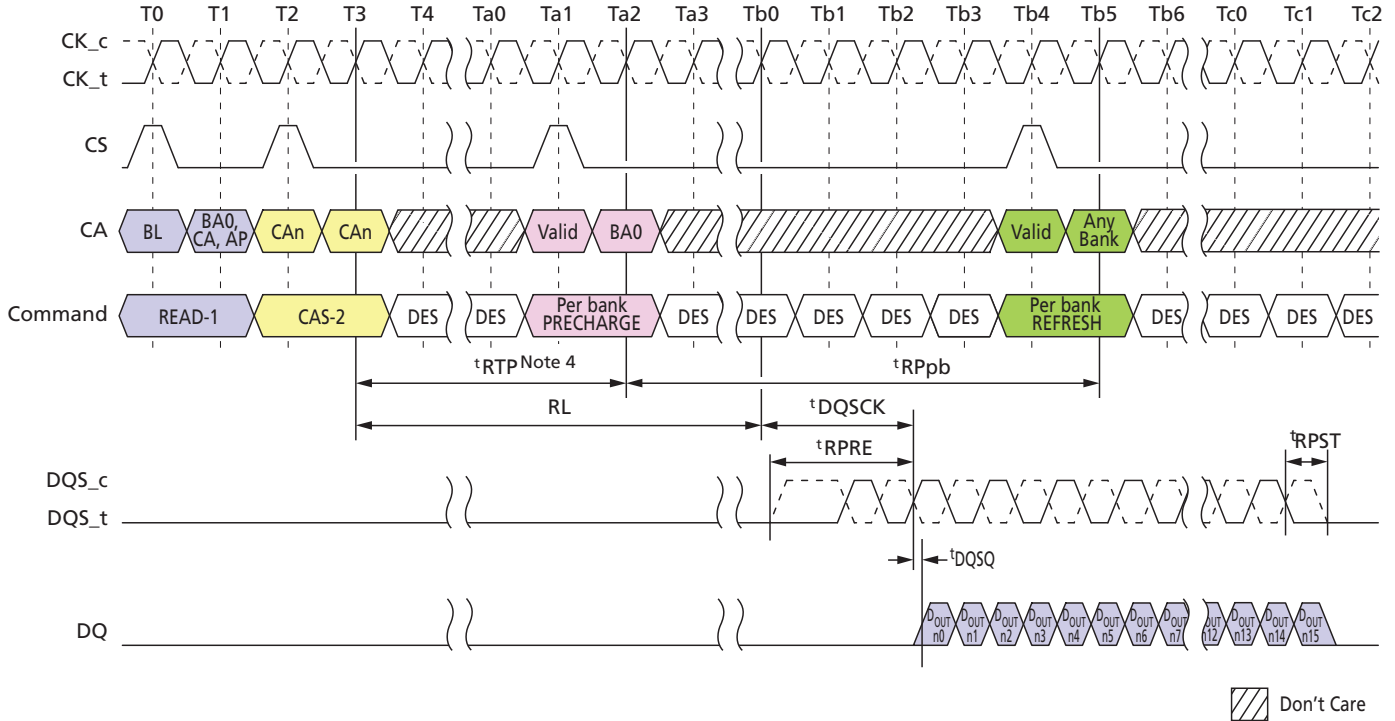 T0 T1 T2 T3 T4 Ta0 Ta1 Ta2 Ta3 Tb0 Tb1 Tb2 Tb3 Tb4 Tb5 Tb6 Tc0 Tc1 Tc2
CK_c
CK_t
CS
CA BL BA0, CA, AP CAn CAn Valid BA0 Valid Any Bank
Command READ-1 CAS-2 DES DES Per bank PRECHARGE DES DES DES DES DES Per bank REFRESH DES DES DES DES
tRTP Note 4 tRPpb
RL tDQSCK
tRPRE tRPST
DQS_c
DQS_t
tDQSQ
DQ DOUT n0 DOUT n1 DOUT n2 DOUT n3 DOUT n4 DOUT n5 DOUT n6 DOUT n7 DOUT n12 DOUT n13 DOUT n14 DOUT n15
Don't Care